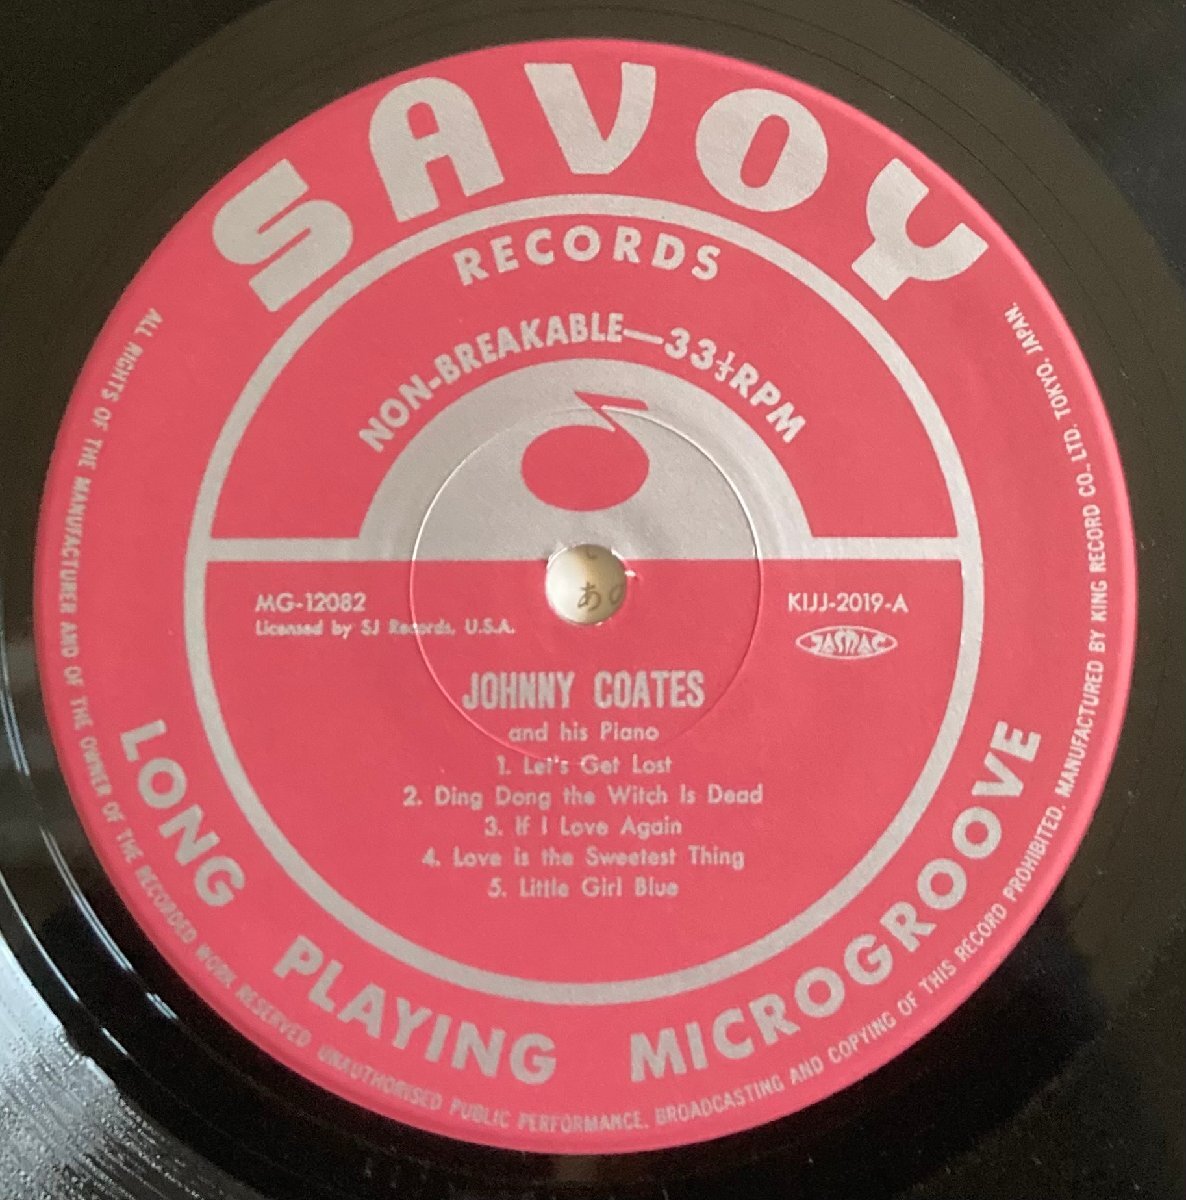 SAVOY
RECORDS
NON-BREAKABLE—33⅓RPM
あの
MG-12082
Licensed by SJ Records, U.S.A.
KIJJ-2019-A
JASRAC
JOHNNY COATES
and his Piano
1. Let's Get Lost
2. Ding Dong the Witch is Dead
3. If I Love Again
4. Love is the Sweetest Thing
5. Little Girl Blue
LONG PLAYING MICROGROOVE
ALL RIGHTS OF THE MANUFACTURER AND OF THE OWNER OF THE RECORDED WORK RESERVED. UNAUTHORISED PUBLIC PERFORMANCE, BROADCASTING AND COPYING OF THIS RECORD PROHIBITED. MANUFACTURED BY KING RECORD CO., LTD. TOKYO, JAPAN.